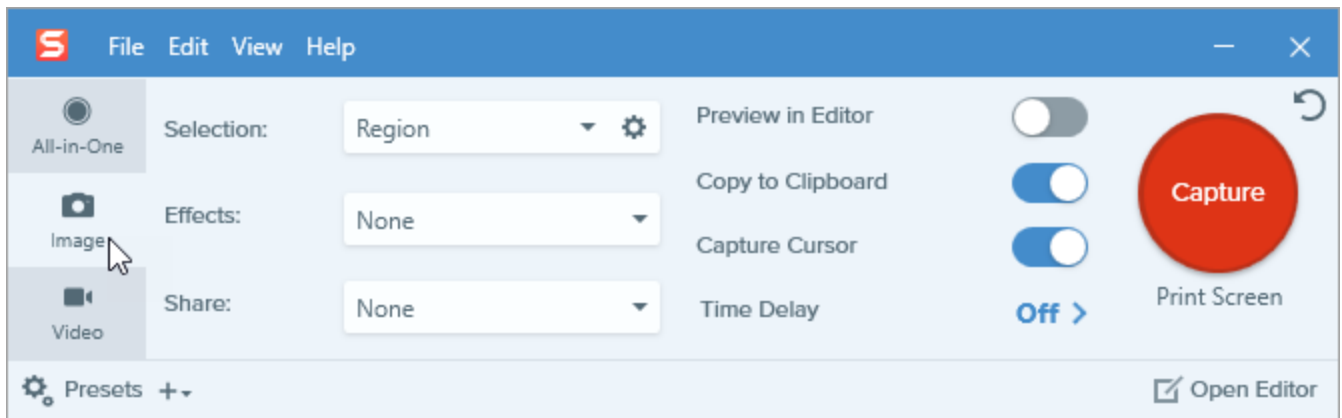 File Edit View Help
All-in-One
Image
Video
Selection: Region
Effects: None
Share: None
Preview in Editor
Copy to Clipboard
Capture Cursor
Time Delay Off
Capture
Print Screen
Presets
Open Editor